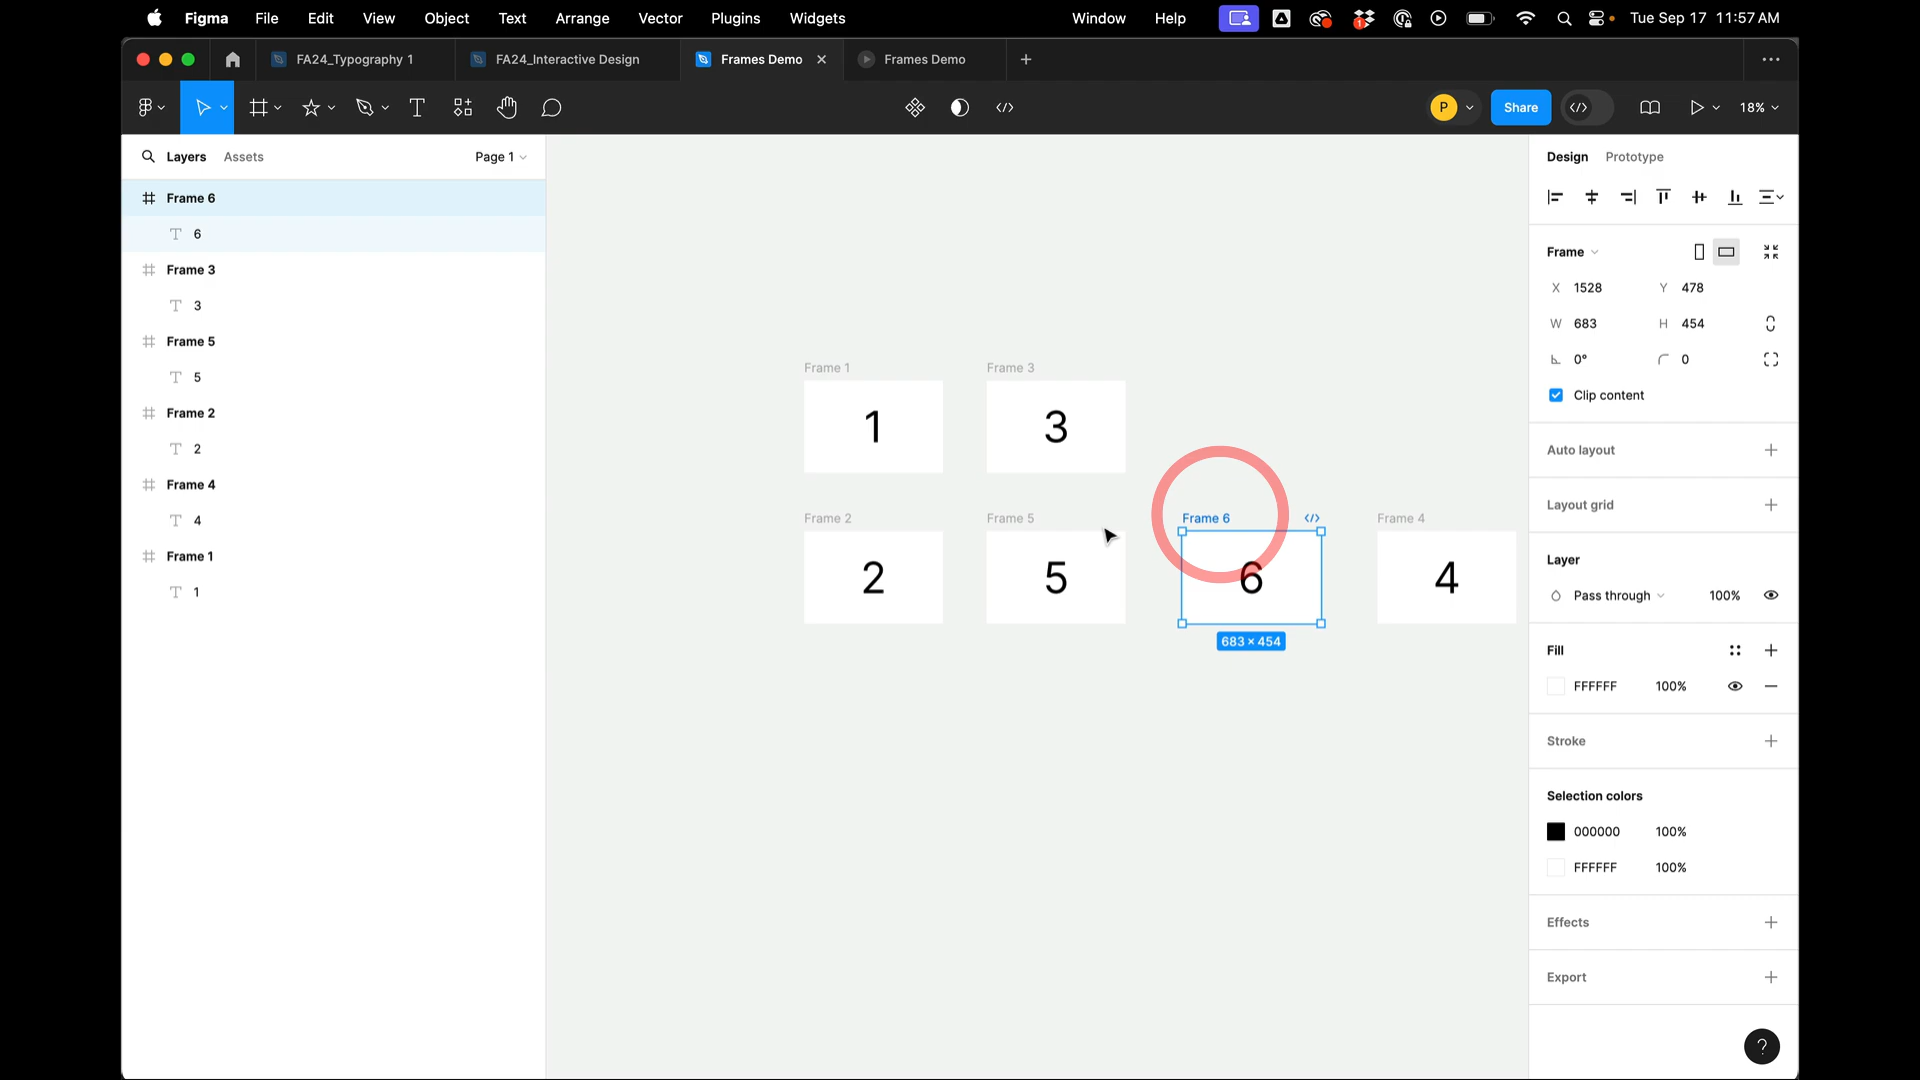 Figma File Edit View Object Text Arrange Vector Plugins Widgets Window Help Tue Sep 17 11:57 AM
FA24_Typography 1 FA24_Interactive Design Frames Demo Frames Demo
P Share 18%
Layers Assets Page 1
Frame 6
6
Frame 3
3
Frame 5
5
Frame 2
2
Frame 4
4
Frame 1
1
Frame 1 Frame 3
1 3
Frame 2 Frame 5 Frame 6 Frame 4
2 5 6 4
683 × 454
Design Prototype
Frame
X 1528 Y 478
W 683 H 454
0° 0
Clip content
Auto layout
Layout grid
Layer
Pass through 100%
Fill
FFFFFF 100%
Stroke
Selection colors
000000 100%
FFFFFF 100%
Effects
Export
?